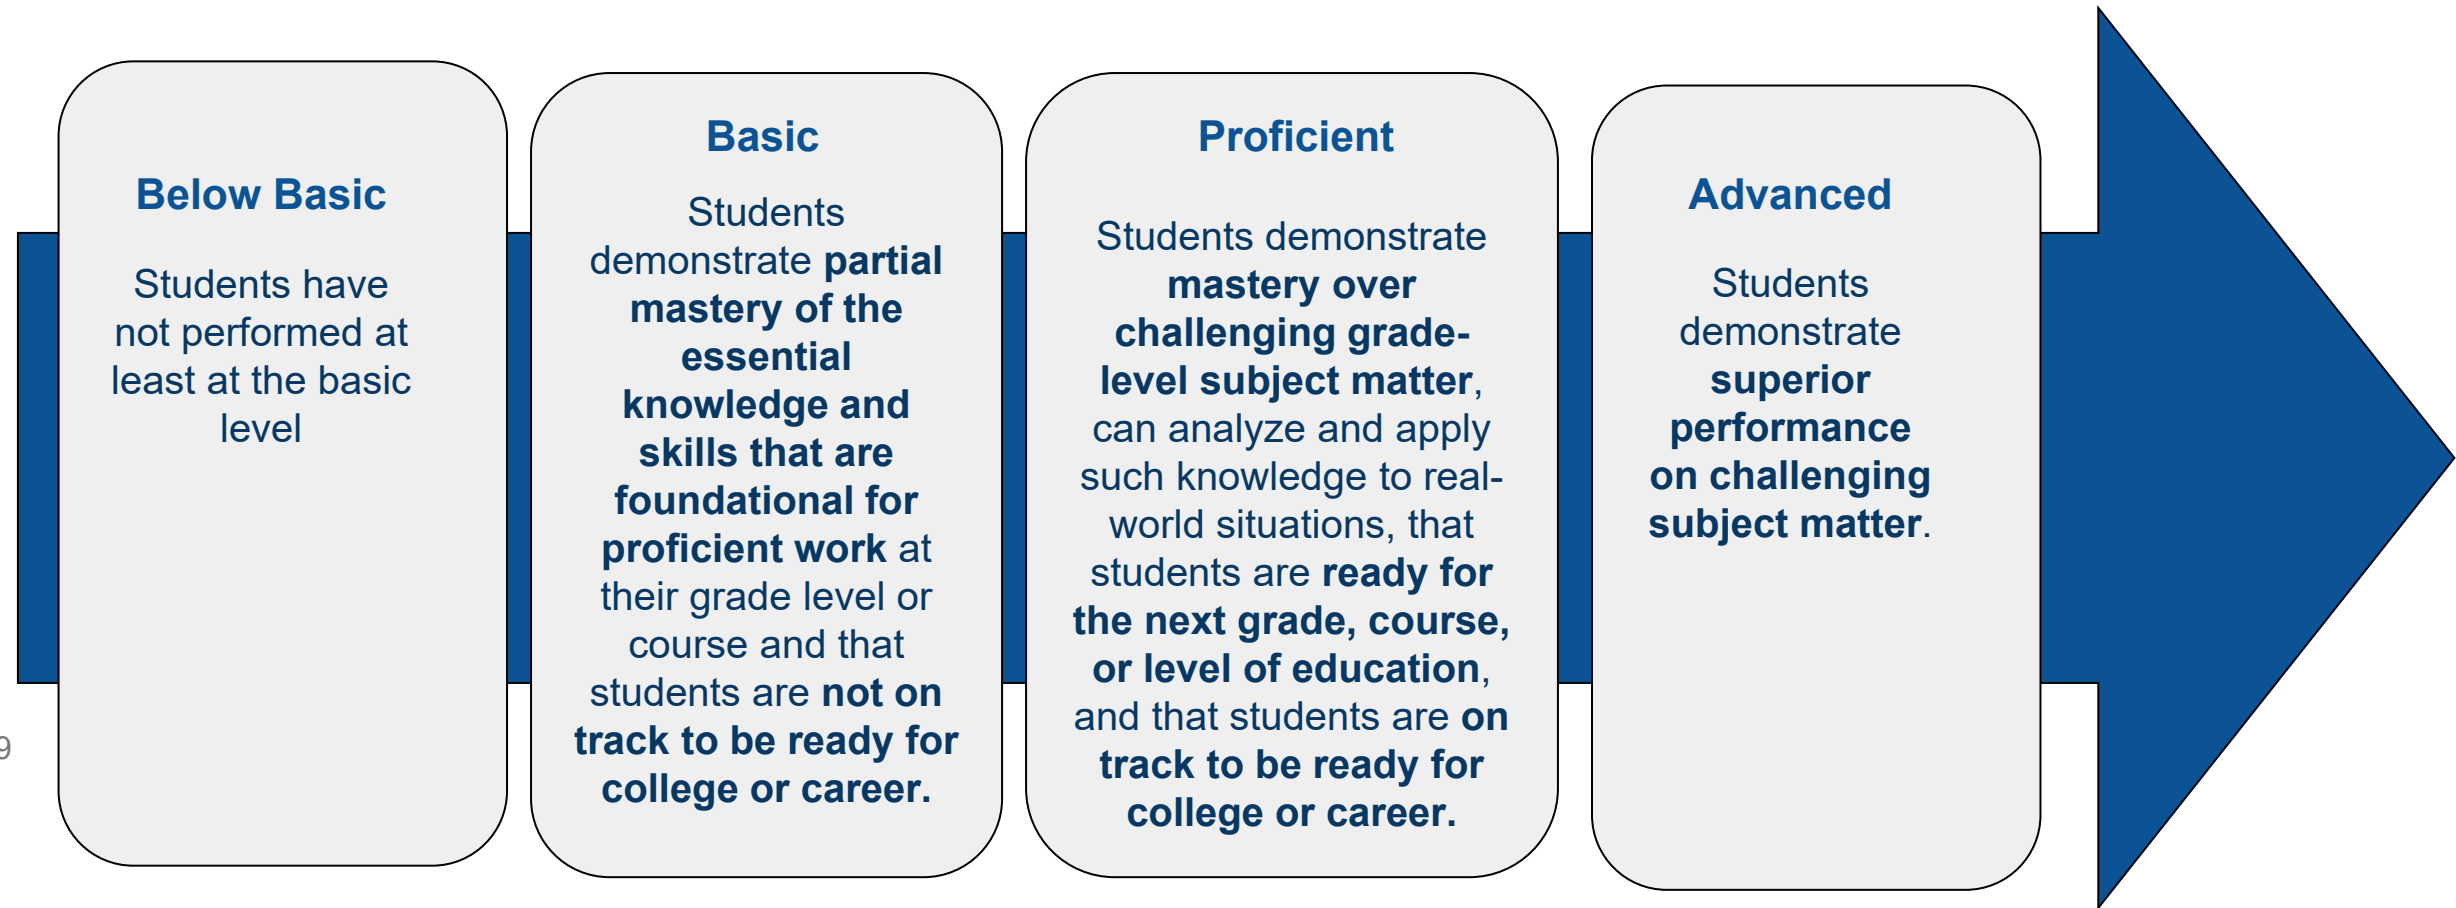 Below Basic
Students have
not performed at
least at the basic
level
Basic
Students
demonstrate partial
mastery of the
essential
knowledge and
skills that are
foundational for
proficient work at
their grade level or
course and that
students are not on
track to be ready for
college or career.
Proficient
Students demonstrate
mastery over
challenging grade-
level subject matter,
can analyze and apply
such knowledge to real-
world situations, that
students are ready for
the next grade, course,
or level of education,
and that students are on
track to be ready for
college or career.
Advanced
Students
demonstrate
superior
performance
on challenging
subject matter.
9